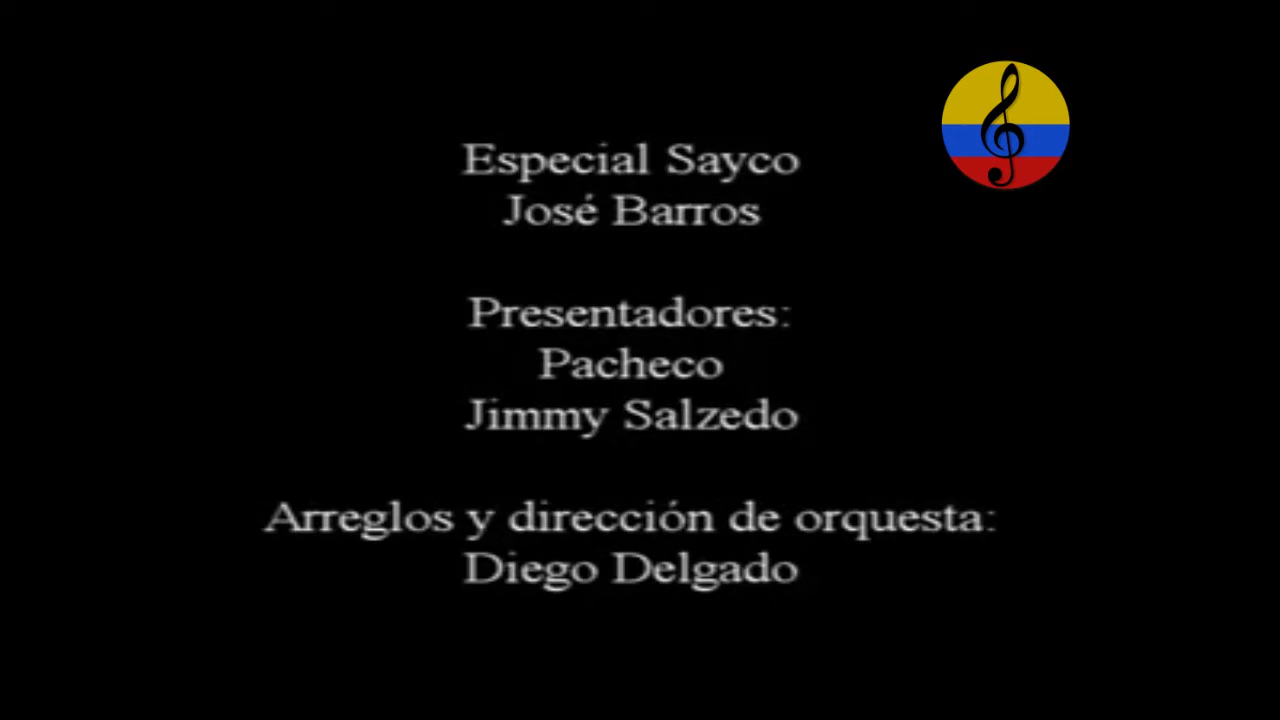 Especial Sayco
José Barros
Presentadores:
Pacheco
Jimmy Salzedo
Arreglos y dirección de orquesta:
Diego Delgado